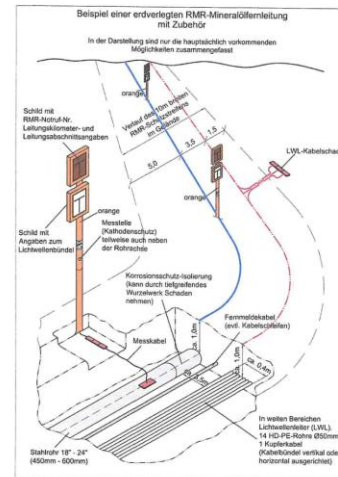 Beispiel einer erdverlegten RMR-Mineralölfernleitung
mit Zubehör
In der Darstellung sind nur die hauptsächlich vorkommenden
Möglichkeiten zusammengefasst
orange
Schild mit
RMR-Notruf-Nr.
Leitungskilometer- und
Leitungsabschnittsangaben
Verlauf des 10m breiten
RMR-Schutzstreifens
im Gelände
5,0
3,5
1,5
LWL-Kabelschacht
orange
orange
Schild mit
Angaben zum
Lichtwellenbündel
Messtelle
(Kathodenschutz)
teilweise auch neben
der Rohrachse
Korrosionsschutz-Isolierung
(kann durch tiefgreifendes
Wurzelwerk Schaden
nehmen)
Messkabel
Fernmeldekabel
(evtl. Kabelschleifen)
ca. 1,0m
ca. 1,0m
ca. 0,4m
Stahlrohr 18" - 24"
(450mm - 600mm)
In weiten Bereichen
Lichtwellenleiter (LWL).
14 HD-PE-Rohre Ø50mm
1 Kupferkabel
(Kabelbündel vertikal oder
horizontal ausgerichtet)